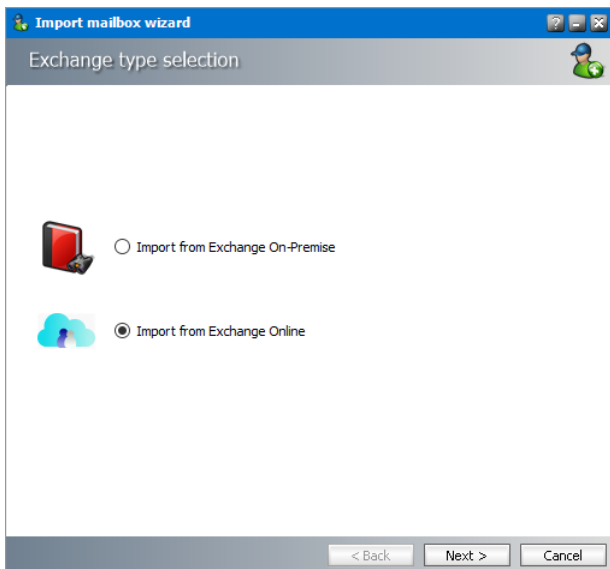 Import mailbox wizard
Exchange type selection
Import from Exchange On-Premise
Import from Exchange Online
< Back Next > Cancel